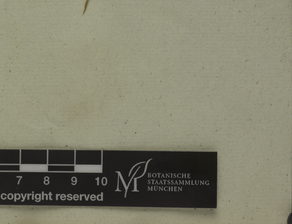 7 8 9 10
copyright reserved
M
BOTANISCHE
STAATSSAMMLUNG
MÜNCHEN